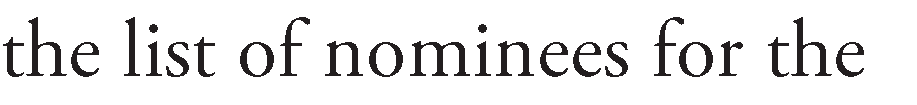 the list of nominees for the